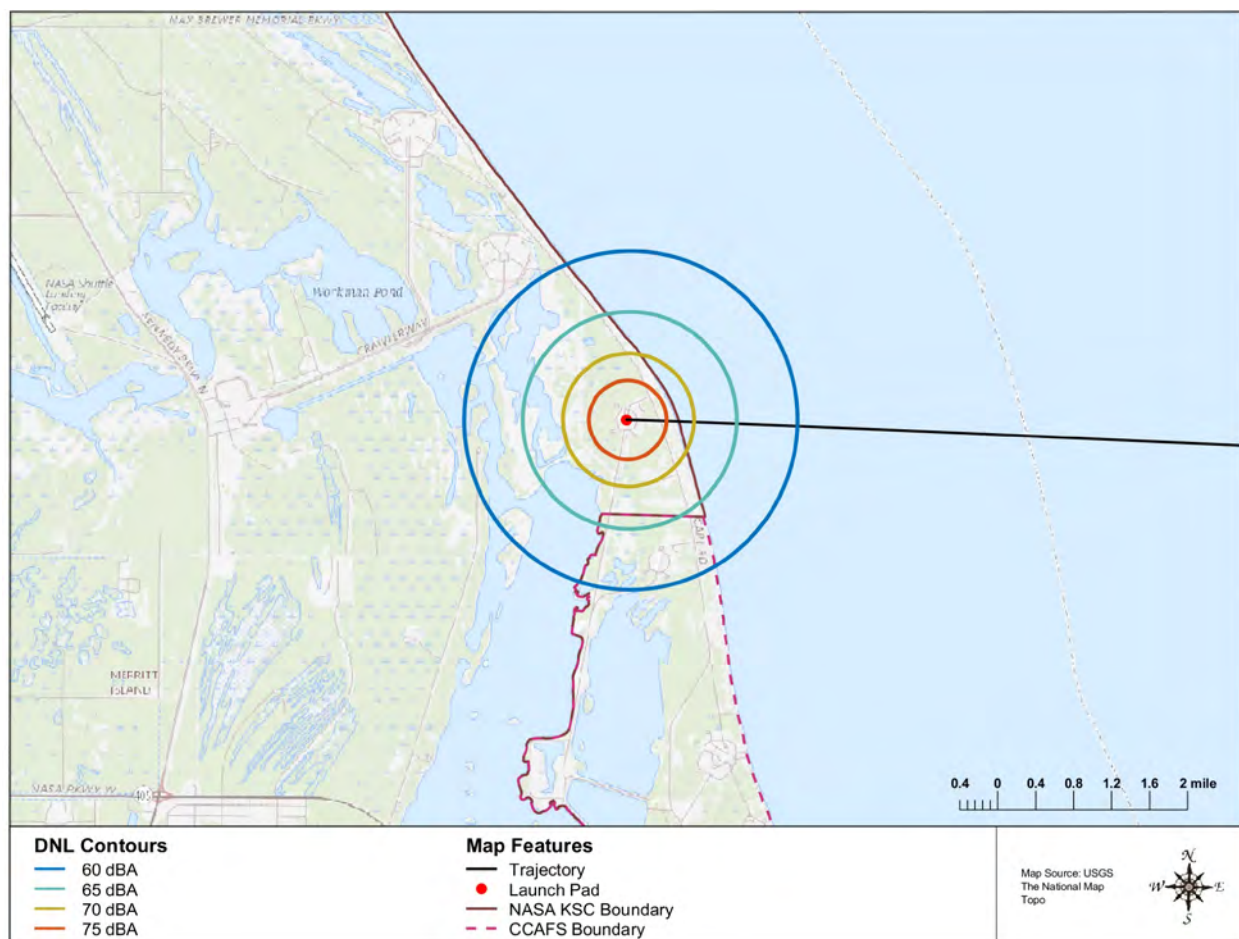 MAX BREWER MEMORIAL PKWY
NASA Shuttle
Landing
Facility
Workman Pond
KENNEDY PKWY N
CRAWLERWAY
CAPE RD
MERRITT
ISLAND
NASA PKWY W
405
0.4 0 0.4 0.8 1.2 1.6 2 mile
DNL Contours
60 dBA
65 dBA
70 dBA
75 dBA
Map Features
Trajectory
Launch Pad
NASA KSC Boundary
CCAFS Boundary
Map Source: USGS
The National Map
Topo
N
W E
S